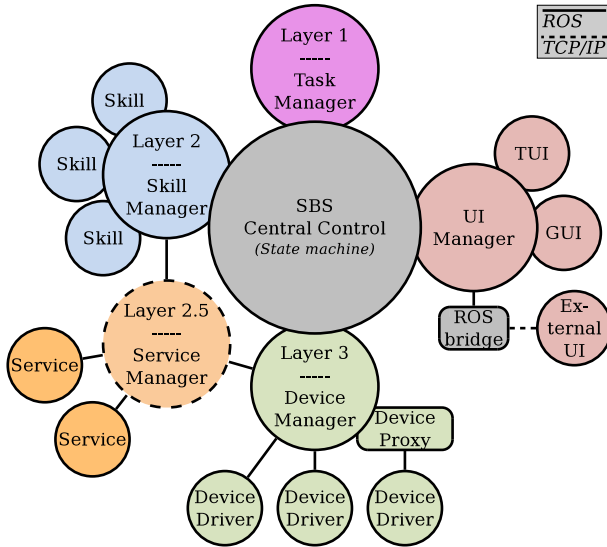 ROS
TCP/IP
Layer 1
-----
Task
Manager
Skill
Skill
Skill
Layer 2
-----
Skill
Manager
SBS
Central Control
(State machine)
UI
Manager
TUI
GUI
ROS
bridge
Ex-
ternal
UI
Layer 2.5
-----
Service
Manager
Service
Service
Layer 3
-----
Device
Manager
Device
Proxy
Device
Driver
Device
Driver
Device
Driver